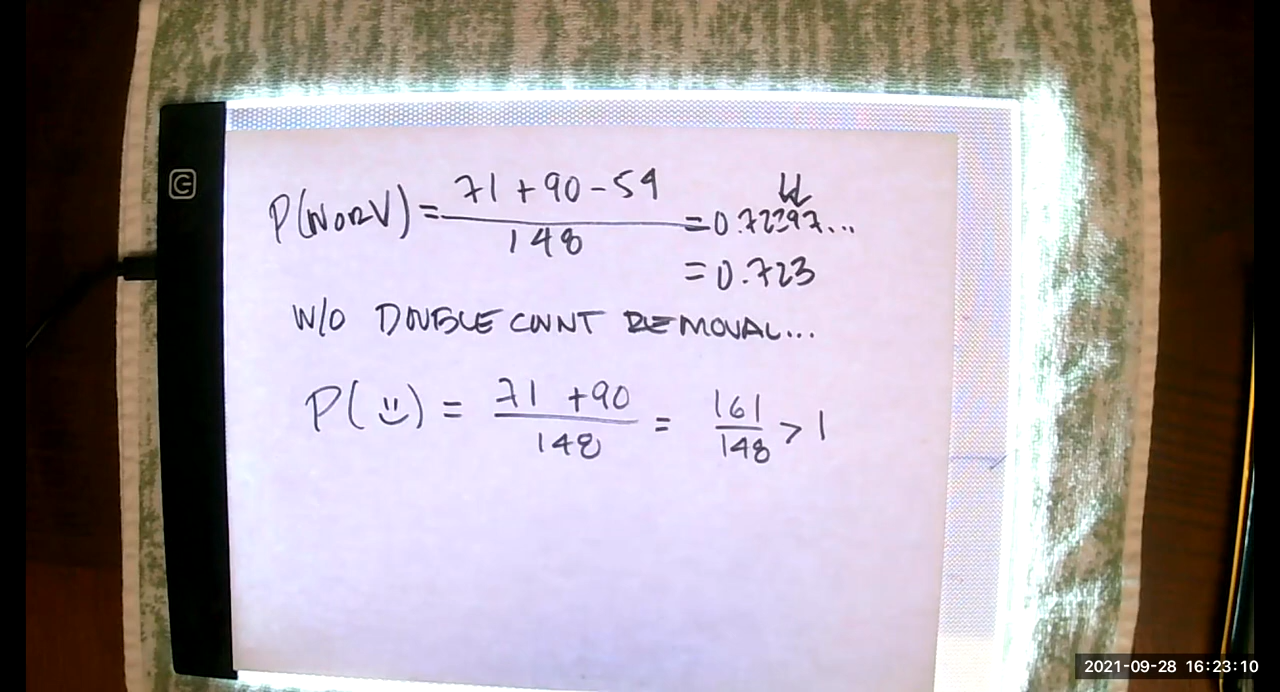 P(N OR V) = 71 + 90 - 54 / 148 = 0.72297...
= 0.723
W/O DOUBLE COUNT REMOVAL...
P(ت) = 71 + 90 / 148 = 161 / 148 > 1
2021-09-28 16:23:10